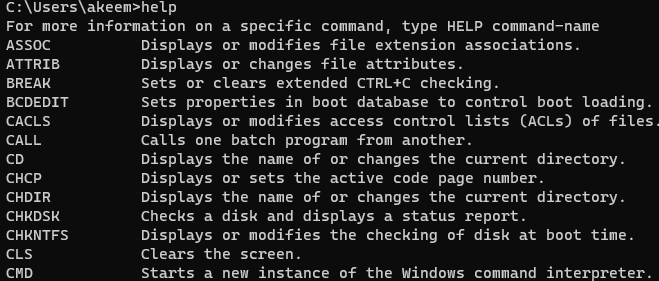 C:\Users\akeem>help
For more information on a specific command, type HELP command-name
ASSOC          Displays or modifies file extension associations.
ATTRIB         Displays or changes file attributes.
BREAK          Sets or clears extended CTRL+C checking.
BCDEDIT        Sets properties in boot database to control boot loading.
CACLS          Displays or modifies access control lists (ACLs) of files.
CALL           Calls one batch program from another.
CD             Displays the name of or changes the current directory.
CHCP           Displays or sets the active code page number.
CHDIR          Displays the name of or changes the current directory.
CHKDSK         Checks a disk and displays a status report.
CHKNTFS        Displays or modifies the checking of disk at boot time.
CLS            Clears the screen.
CMD            Starts a new instance of the Windows command interpreter.